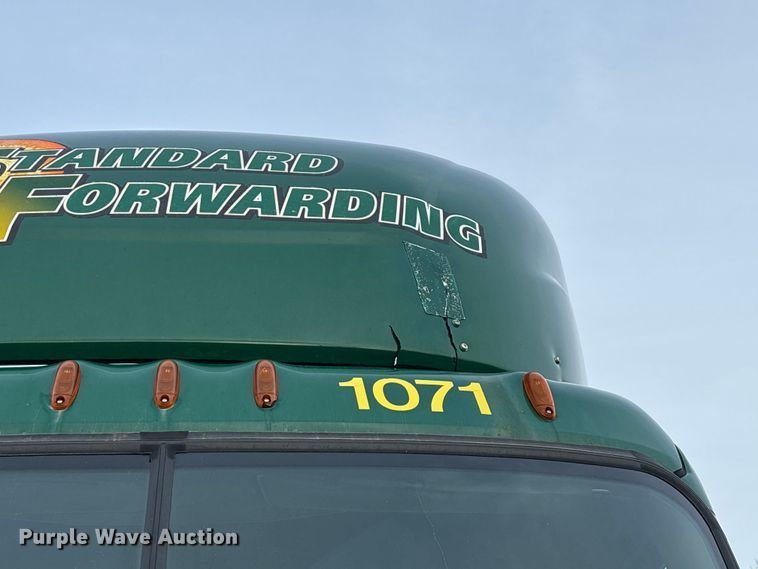 STANDARD
FORWARDING
1071
Purple Wave Auction